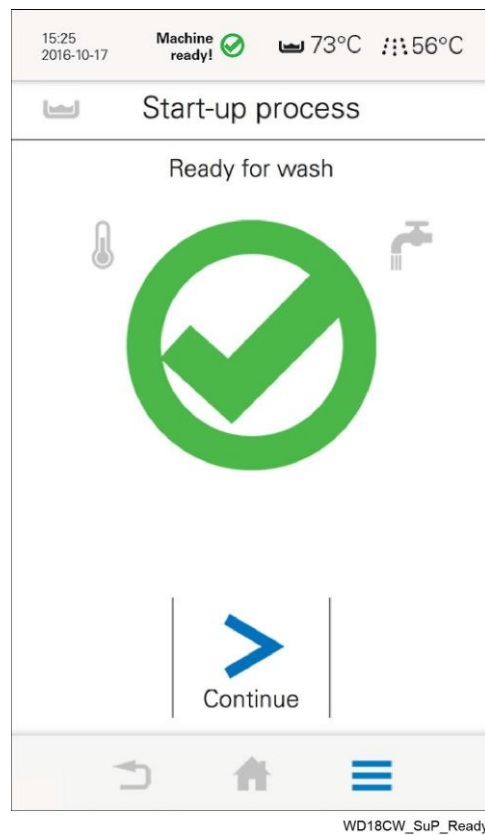 15:25
2016-10-17
Machine
ready!
73°C
56°C
Start-up process
Ready for wash
Continue
WD18CW_SuP_Ready